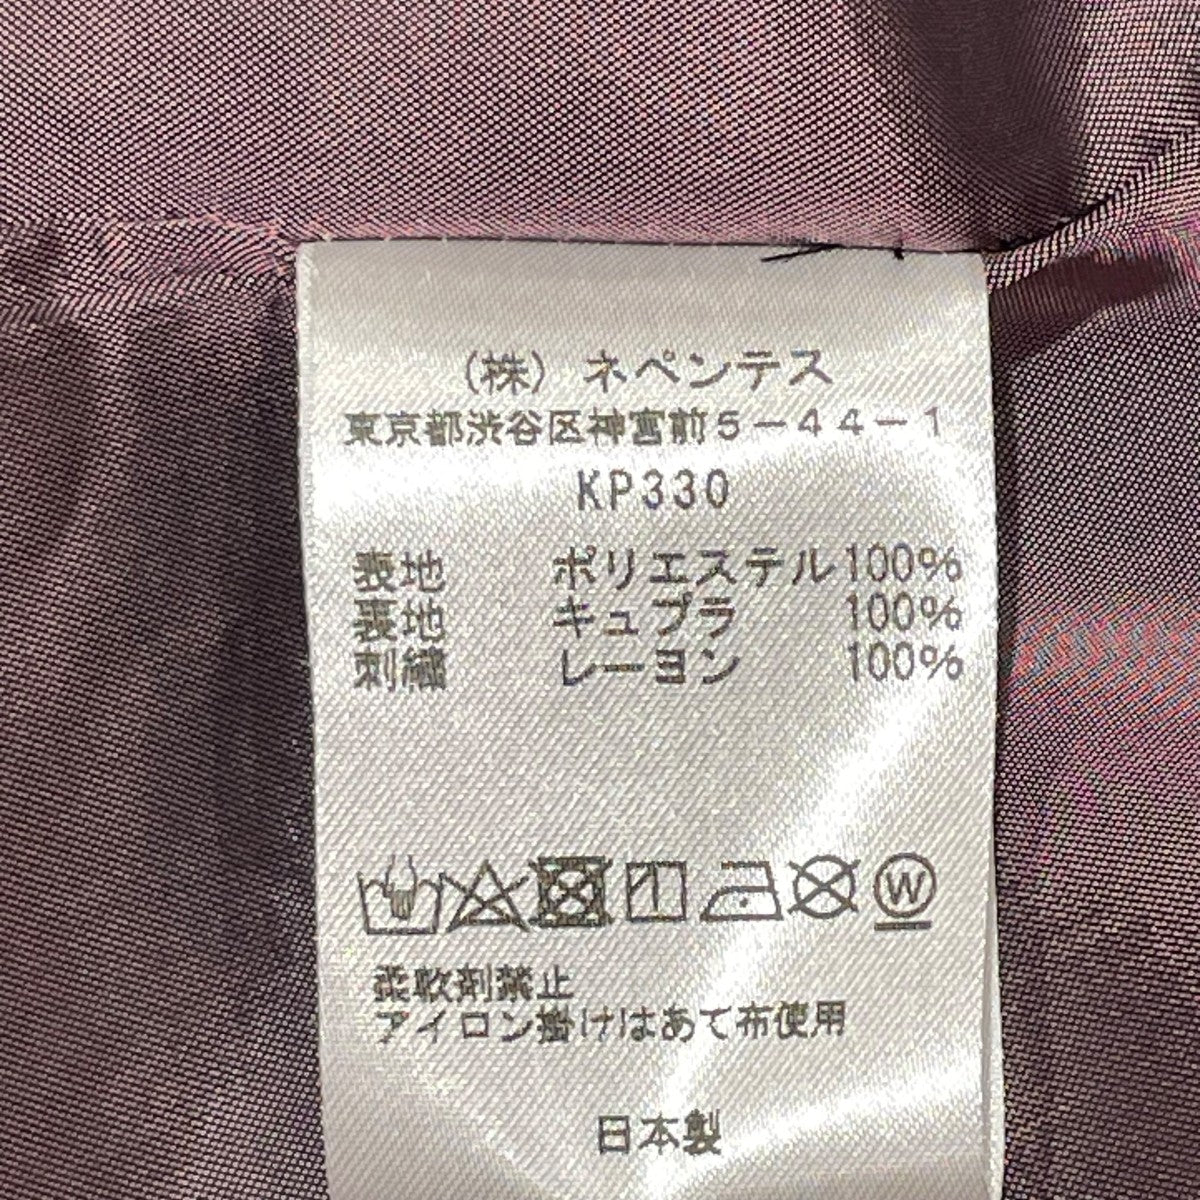 (株) ネペンテス
東京都渋谷区神宮前5-44-1
KP330
表地 ポリエステル100%
裏地 キュプラ 100%
刺繍 レーヨン 100%
W
柔軟剤禁止
アイロン掛けはあて布使用
日本製